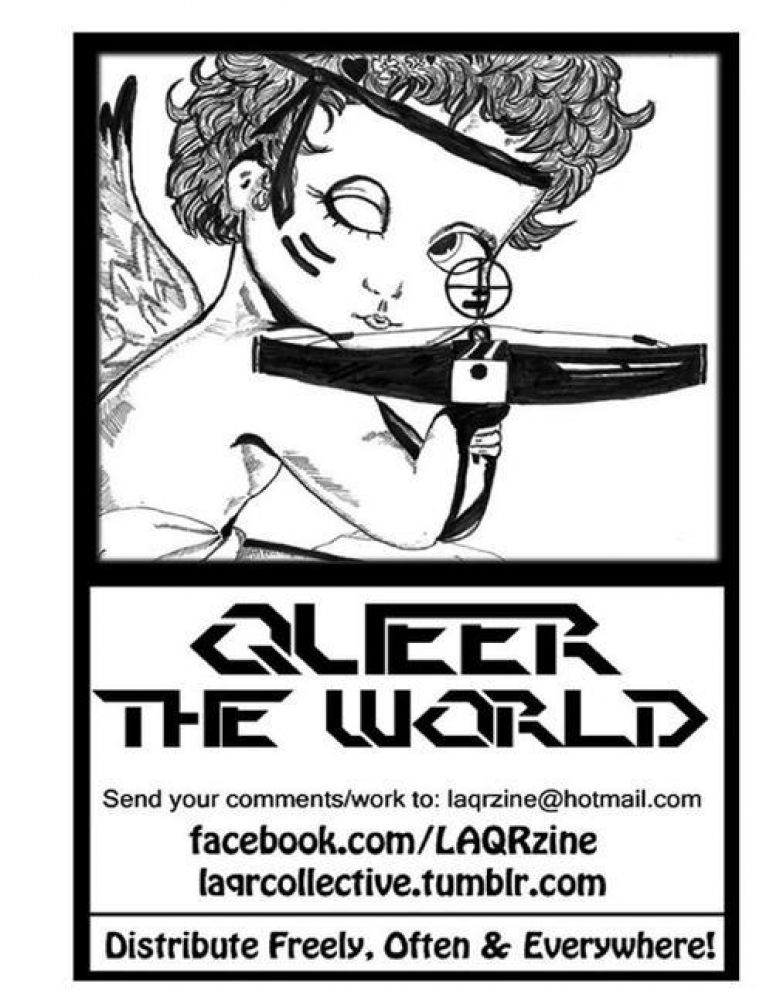 QUEER
THE WORLD
Send your comments/work to: laqrzine@hotmail.com
facebook.com/LAQRzine
laqrcollective.tumblr.com
Distribute Freely, Often & Everywhere!